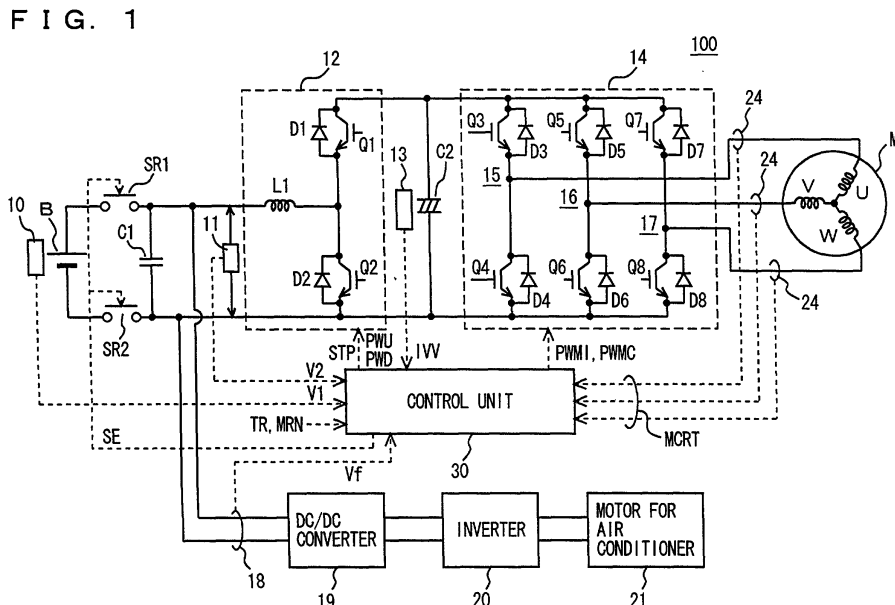 FIG. 1
100
12
14
24
M
D1
Q1
Q3
D3
Q5
D5
Q7
D7
SR1
13
C2
L1
15
16
17
24
V
U
W
10
B
C1
11
D2
Q2
Q4
D4
Q6
D6
Q8
D8
24
SR2
STP
PWU
PWD
IVV
PWMI, PWMC
V2
V1
TR, MRN
CONTROL UNIT
MCRT
SE
Vf
30
DC/DC
CONVERTER
INVERTER
MOTOR FOR
AIR
CONDITIONER
18
19
20
21